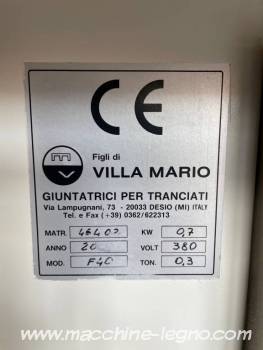 CE
Figli di
VILLA MARIO
GIUNTATRICI PER TRANCIATI
Via Lampugnani, 73 - 20033 DESIO (MI) ITALY
Tel. e Fax (+39) 0362/622313
MATR. KW 0,7
ANNO 20 VOLT 380
MOD. F40 TON. 0,3
www.macchine-legno.com